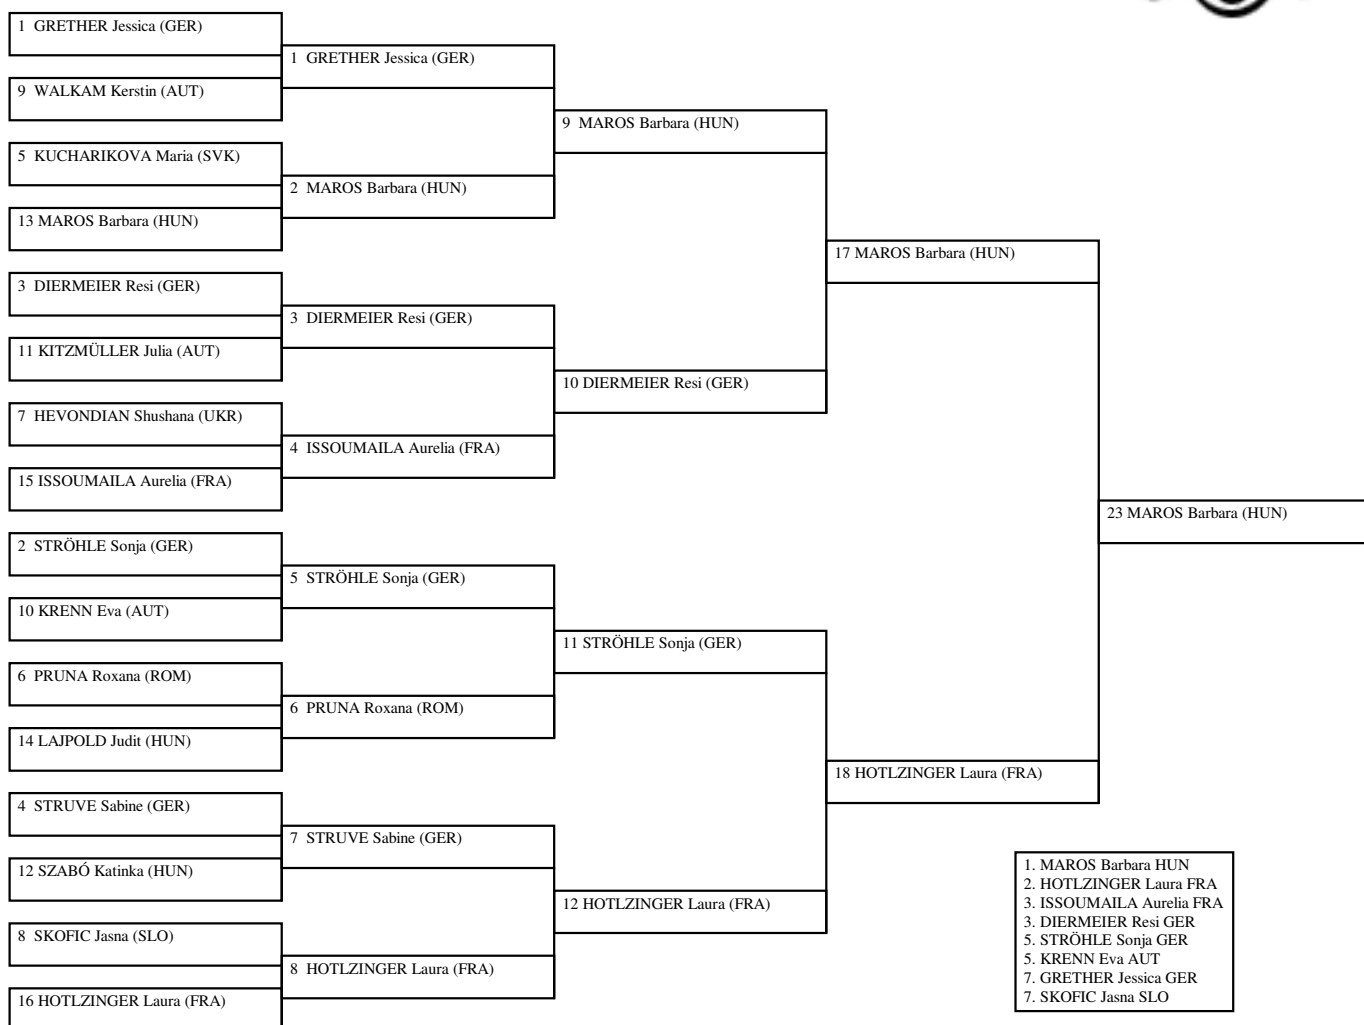 1 GRETHER Jessica (GER)
9 WALKAM Kerstin (AUT)
5 KUCHARIKOVA Maria (SVK)
13 MAROS Barbara (HUN)
3 DIERMEIER Resi (GER)
11 KITZMÜLLER Julia (AUT)
7 HEVONDIAN Shushana (UKR)
15 ISSOUMAILA Aurelia (FRA)
2 STRÖHLE Sonja (GER)
10 KRENN Eva (AUT)
6 PRUNA Roxana (ROM)
14 LAJPOLD Judit (HUN)
4 STRUVE Sabine (GER)
12 SZABÓ Katinka (HUN)
8 SKOFIC Jasna (SLO)
16 HOTLZINGER Laura (FRA)
1 GRETHER Jessica (GER)
2 MAROS Barbara (HUN)
3 DIERMEIER Resi (GER)
4 ISSOUMAILA Aurelia (FRA)
5 STRÖHLE Sonja (GER)
6 PRUNA Roxana (ROM)
7 STRUVE Sabine (GER)
8 HOTLZINGER Laura (FRA)
9 MAROS Barbara (HUN)
10 DIERMEIER Resi (GER)
11 STRÖHLE Sonja (GER)
12 HOTLZINGER Laura (FRA)
17 MAROS Barbara (HUN)
18 HOTLZINGER Laura (FRA)
23 MAROS Barbara (HUN)
1. MAROS Barbara HUN
2. HOTLZINGER Laura FRA
3. ISSOUMAILA Aurelia FRA
3. DIERMEIER Resi GER
5. STRÖHLE Sonja GER
5. KRENN Eva AUT
7. GRETHER Jessica GER
7. SKOFIC Jasna SLO